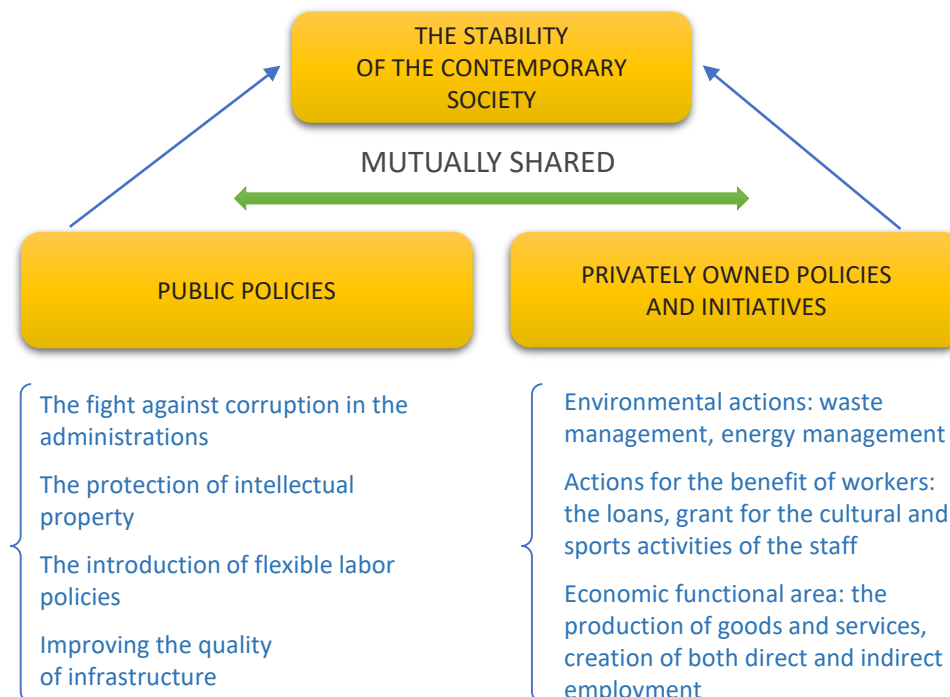 THE STABILITY
OF THE CONTEMPORARY
SOCIETY
MUTUALLY SHARED
PUBLIC POLICIES
PRIVATELY OWNED POLICIES
AND INITIATIVES
The fight against corruption in the
administrations
The protection of intellectual
property
The introduction of flexible labor
policies
Improving the quality
of infrastructure
Environmental actions: waste
management, energy management
Actions for the benefit of workers:
the loans, grant for the cultural and
sports activities of the staff
Economic functional area: the
production of goods and services,
creation of both direct and indirect
employment